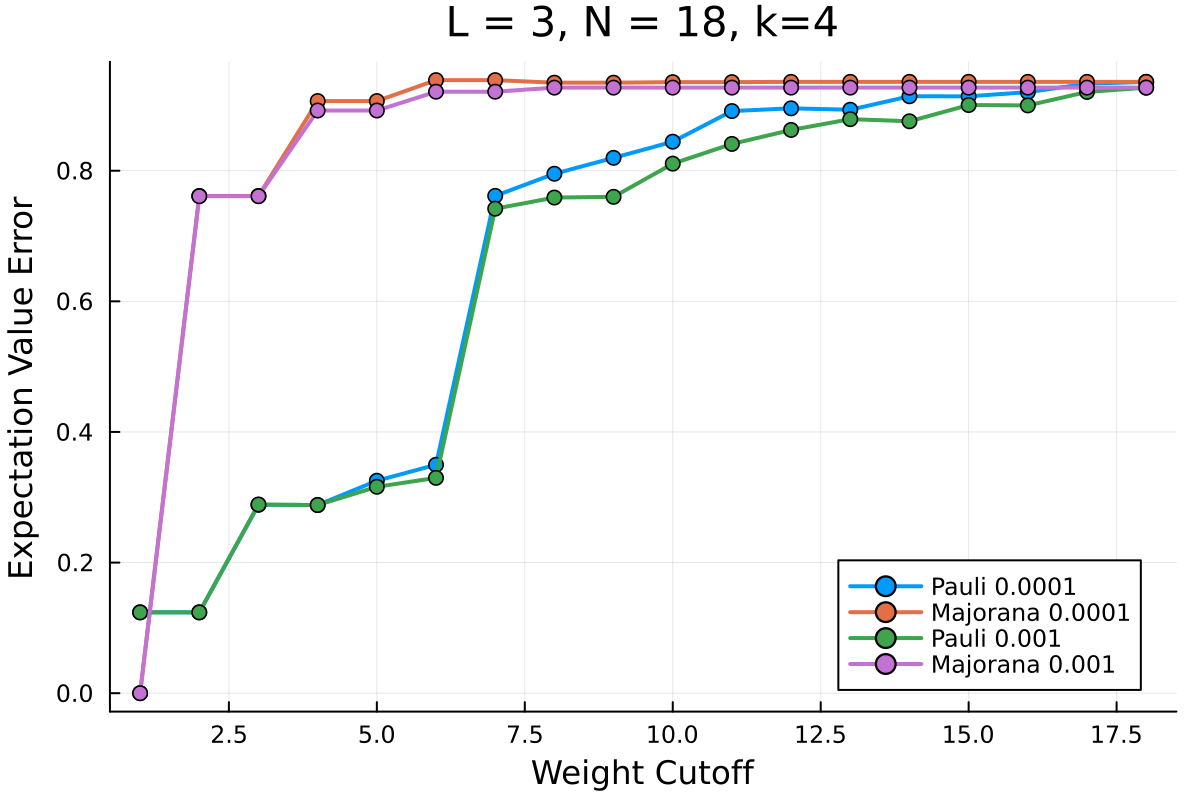 L = 3, N = 18, k=4
Expectation Value Error
0.8
0.6
0.4
0.2
0.0
2.5 5.0 7.5 10.0 12.5 15.0 17.5
Weight Cutoff
Pauli 0.0001
Majorana 0.0001
Pauli 0.001
Majorana 0.001